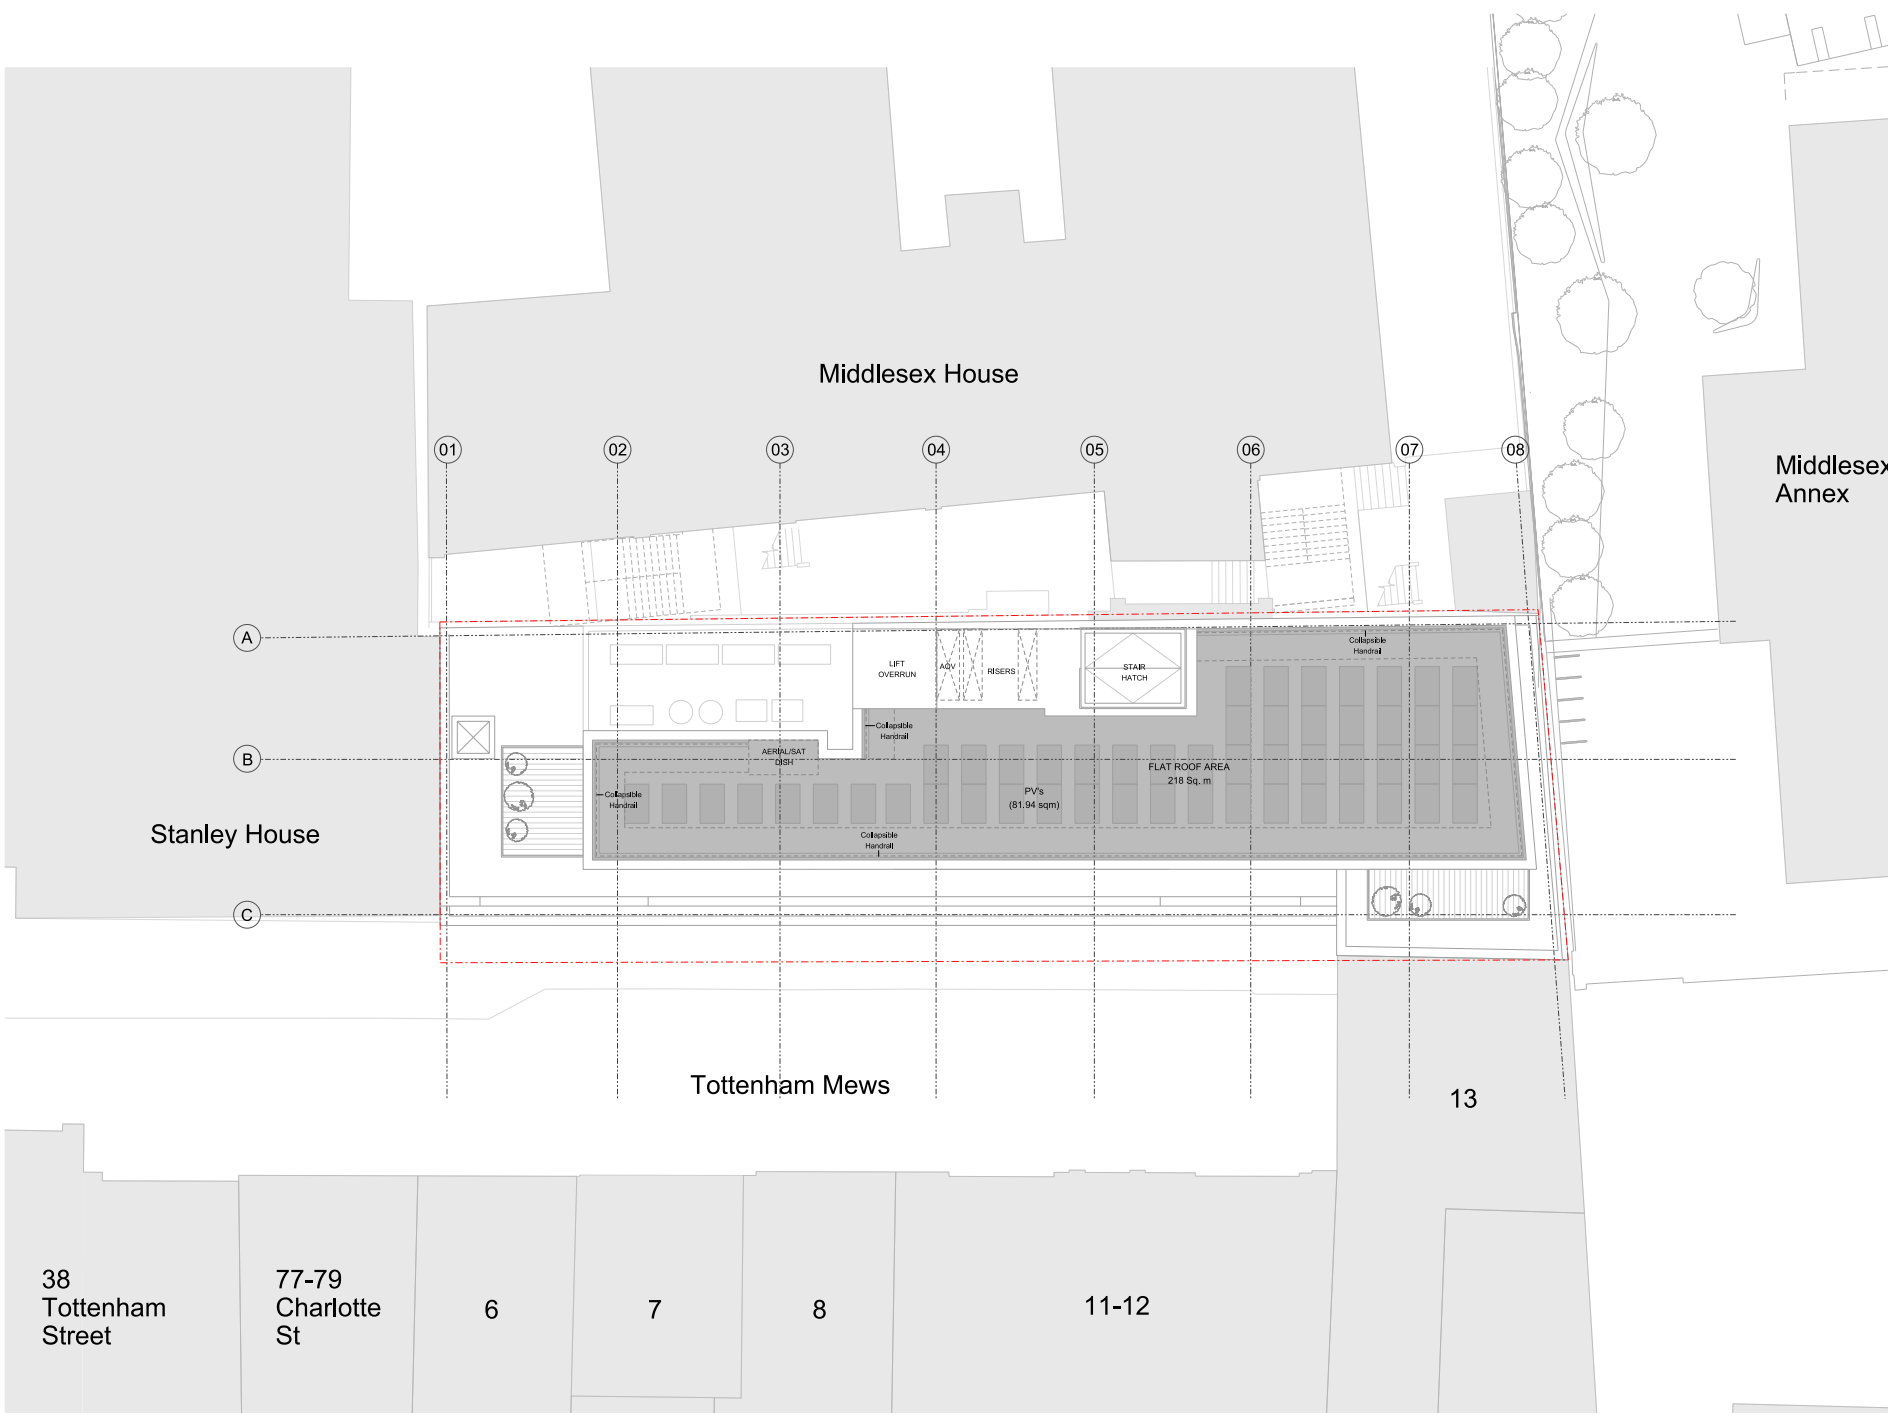 Middlesex House
01
02
03
04
05
06
07
08
Middlesex
Annex
A
Collapsible
Handrail
LIFT
OVERRUN
AOV
RISERS
STAIR
HATCH
Collapsible
Handrail
B
AERIAL/SAT
DISH
FLAT ROOF AREA
218 Sq. m
Collapsible
Handrail
PV's
(81.94 sqm)
Stanley House
Collapsible
Handrail
C
Tottenham Mews
13
38
Tottenham
Street
77-79
Charlotte
St
6
7
8
11-12